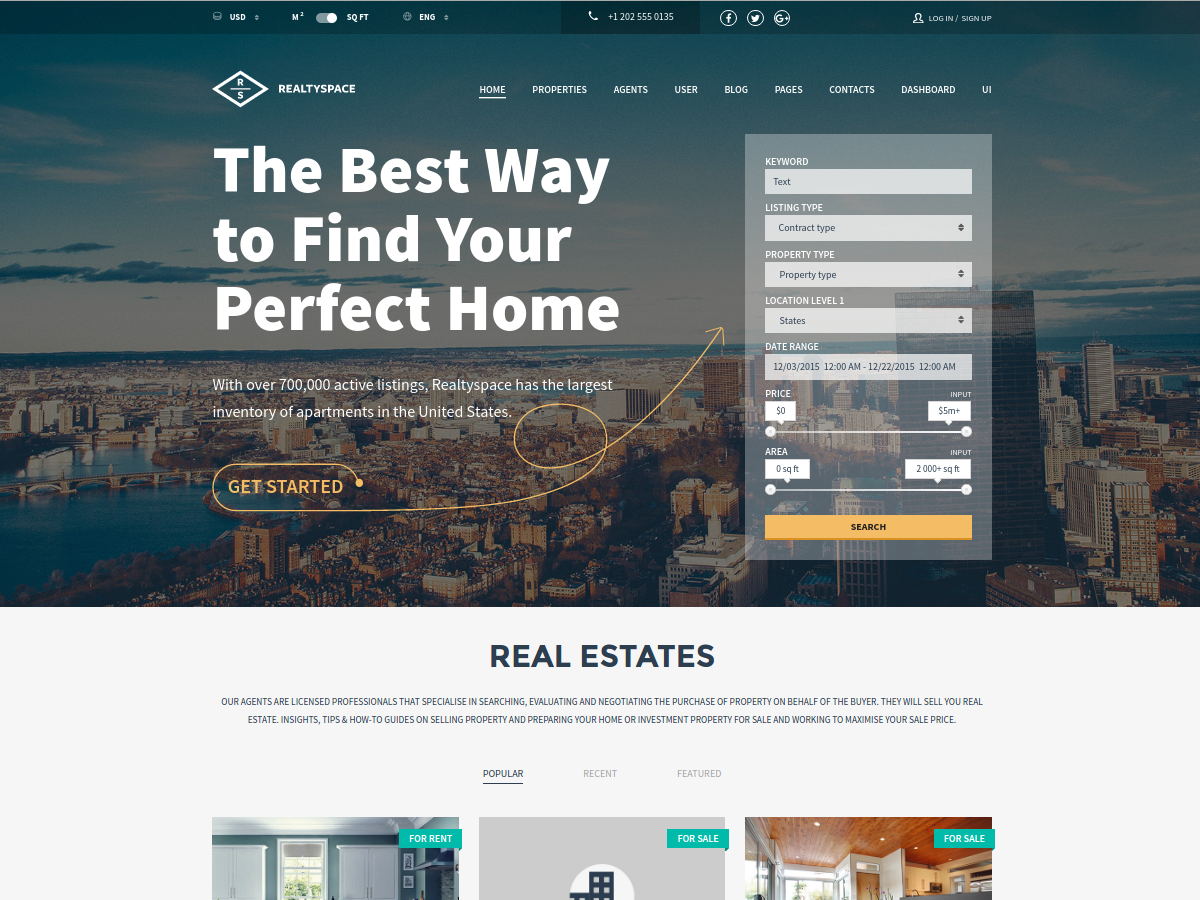 USD
M²
SQ FT
ENG
+1 202 555 0135
LOG IN / SIGN UP
R
S
REALTYSPACE
HOME PROPERTIES AGENTS USER BLOG PAGES CONTACTS DASHBOARD UI
The Best Way
to Find Your
Perfect Home
With over 700,000 active listings, Realtyspace has the largest
inventory of apartments in the United States.
GET STARTED
KEYWORD
Text
LISTING TYPE
Contract type
PROPERTY TYPE
Property type
LOCATION LEVEL 1
States
DATE RANGE
12/03/2015 12:00 AM - 12/22/2015 12:00 AM
PRICE INPUT
$0 $5m+
AREA INPUT
0 sq ft 2 000+ sq ft
SEARCH
REAL ESTATES
OUR AGENTS ARE LICENSED PROFESSIONALS THAT SPECIALISE IN SEARCHING, EVALUATING AND NEGOTIATING THE PURCHASE OF PROPERTY ON BEHALF OF THE BUYER. THEY WILL SELL YOU REAL
ESTATE. INSIGHTS, TIPS & HOW-TO GUIDES ON SELLING PROPERTY AND PREPARING YOUR HOME OR INVESTMENT PROPERTY FOR SALE AND WORKING TO MAXIMISE YOUR SALE PRICE.
POPULAR RECENT FEATURED
FOR RENT
FOR SALE
FOR SALE